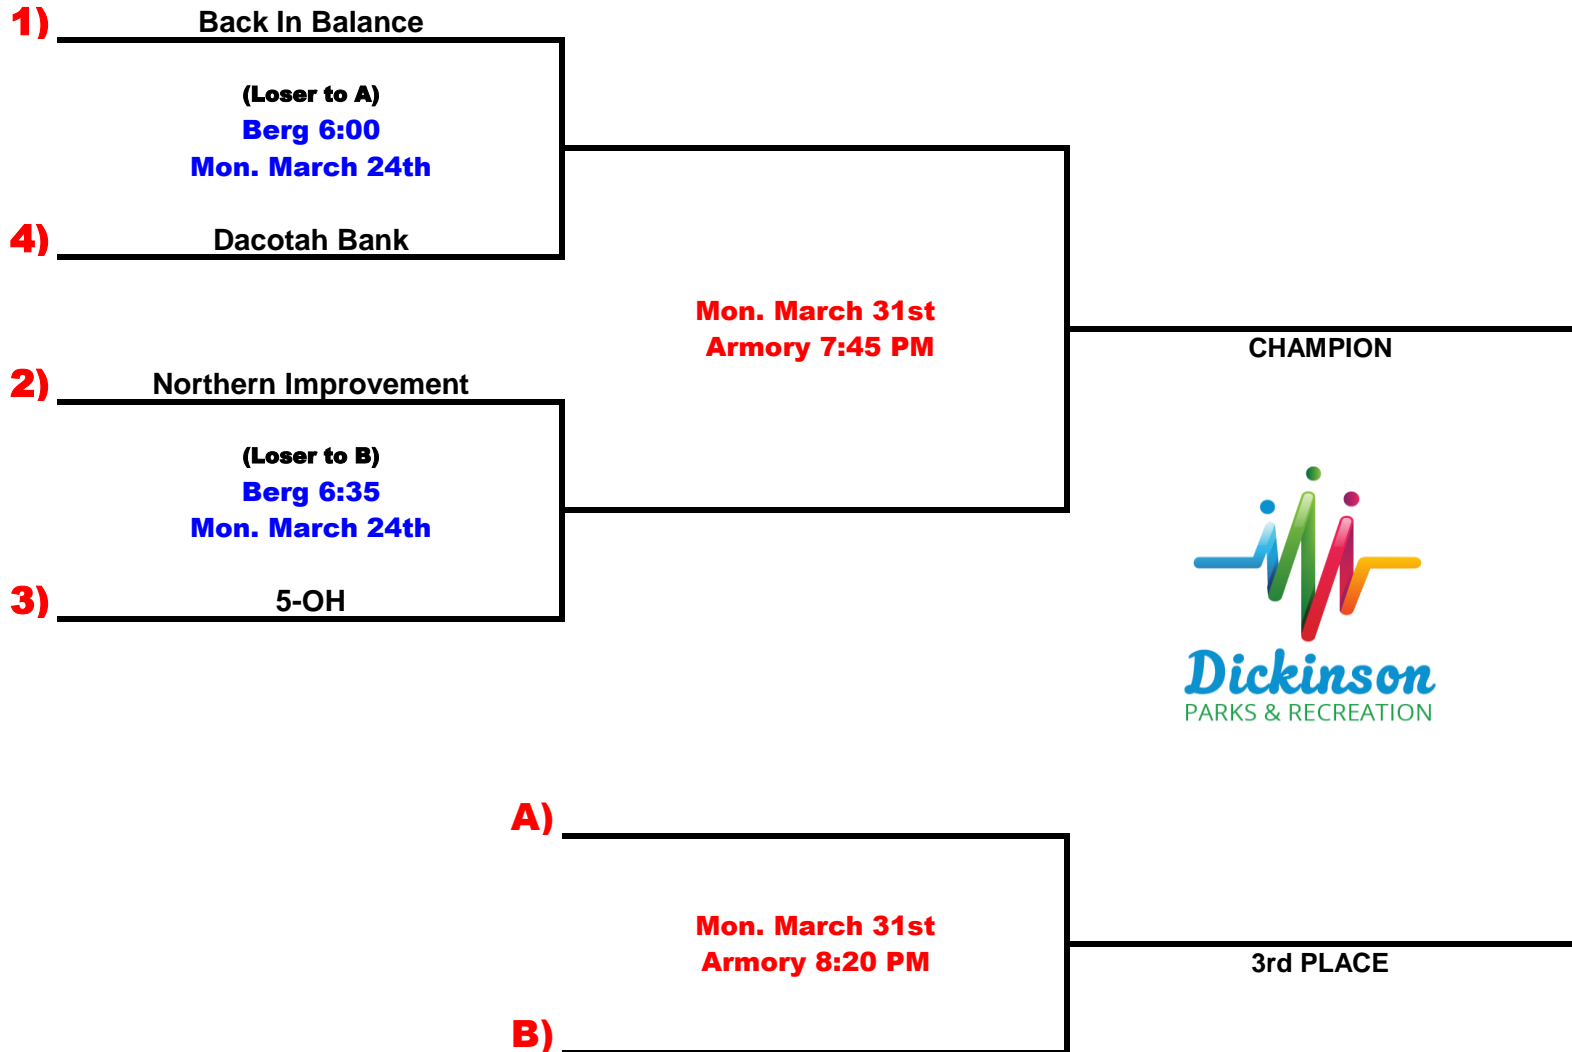 1) Back In Balance
(Loser to A)
Berg 6:00
Mon. March 24th
4) Dacotah Bank
Mon. March 31st
Armory 7:45 PM
CHAMPION
2) Northern Improvement
(Loser to B)
Berg 6:35
Mon. March 24th
3) 5-OH
Dickinson
PARKS & RECREATION
A)
Mon. March 31st
Armory 8:20 PM
3rd PLACE
B)